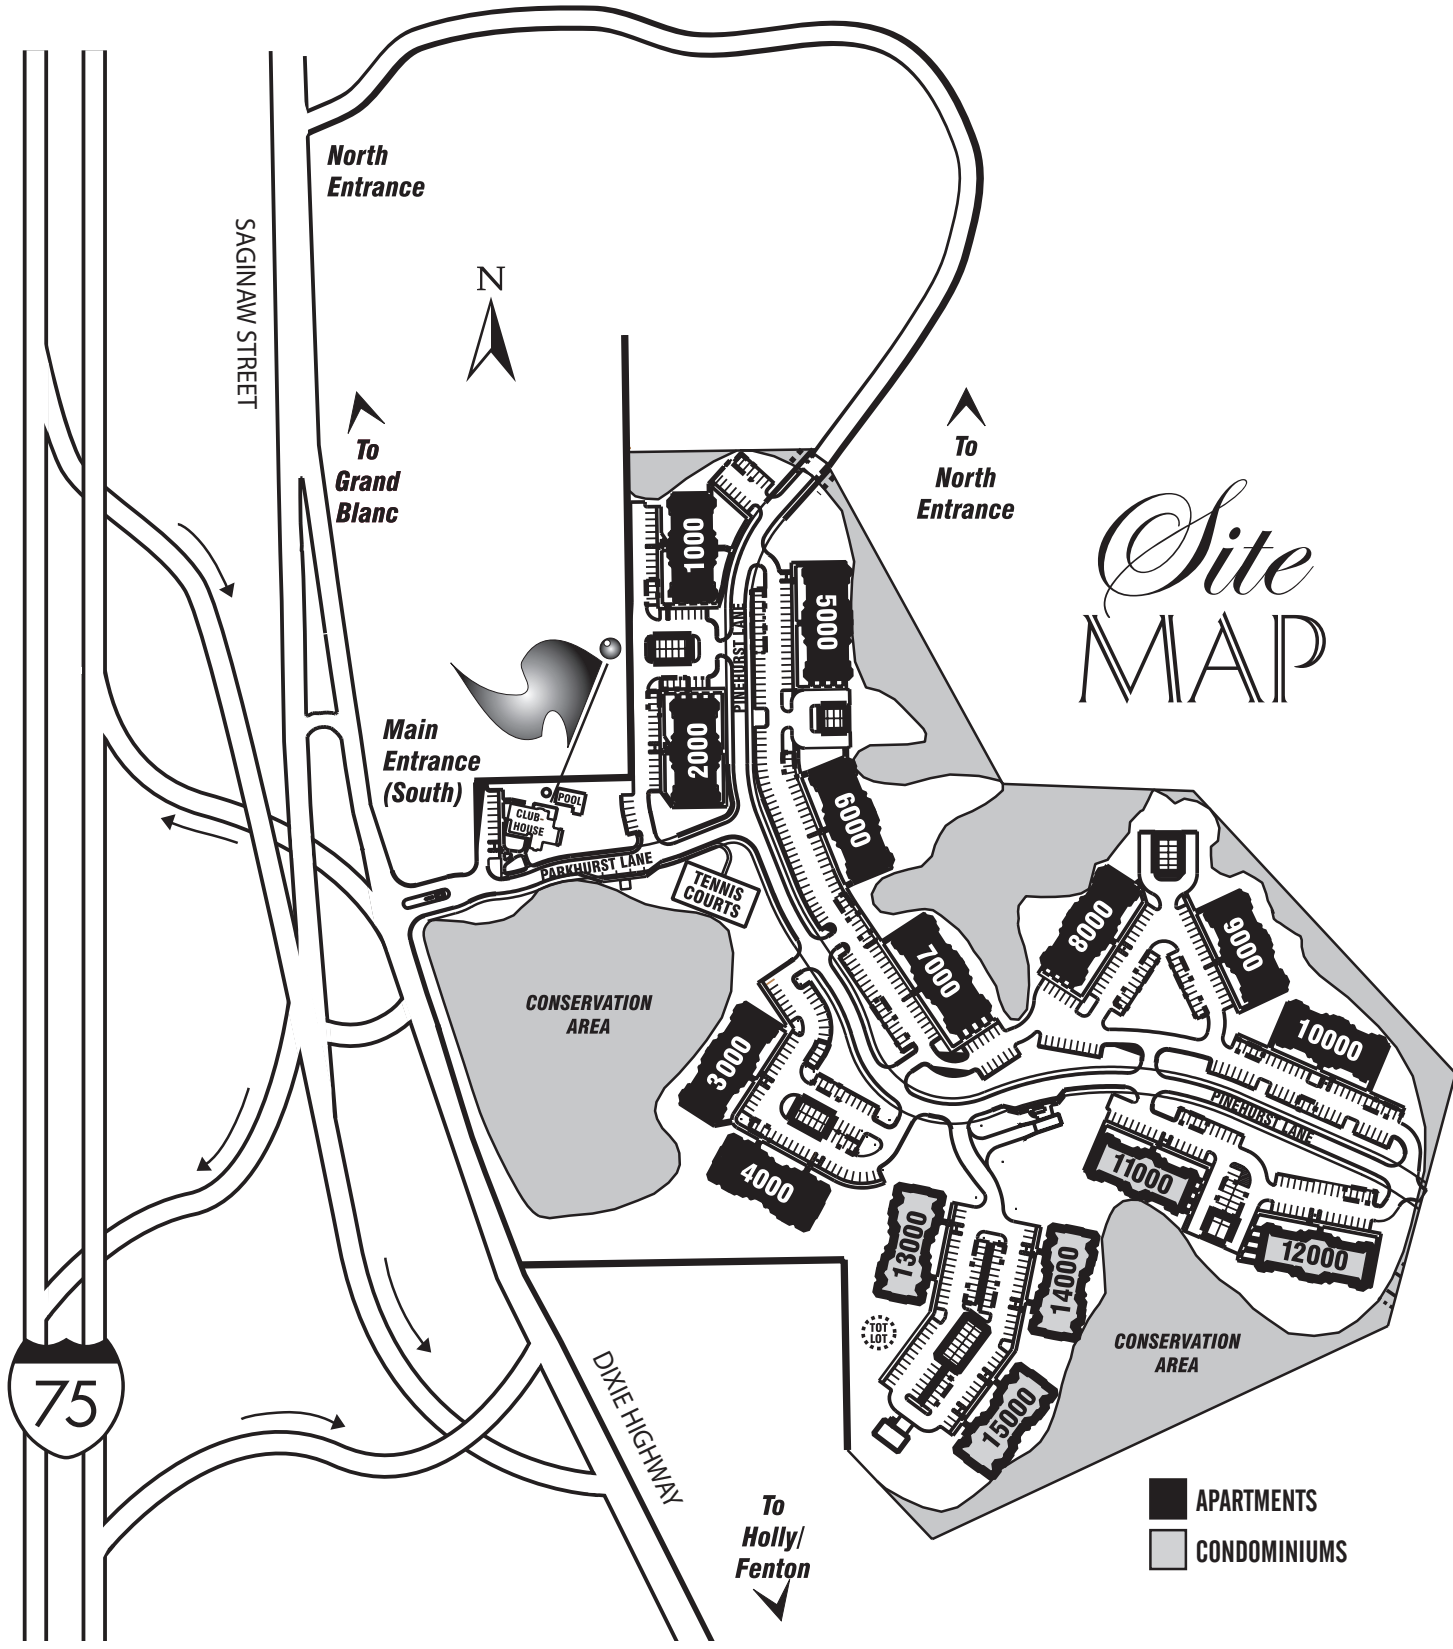 North
Entrance
SAGINAW STREET
N
To
Grand
Blanc
To
North
Entrance
Site
MAP
1000
5000
PINEHURST LANE
2000
Main
Entrance
(South)
POOL
CLUB-
HOUSE
6000
PARKHURST LANE
TENNIS
COURTS
8000
9000
7000
CONSERVATION
AREA
3000
10000
PINEHURST LANE
4000
11000
13000
12000
14000
TOT
LOT
CONSERVATION
AREA
15000
75
DIXIE HIGHWAY
To
Holly/
Fenton
APARTMENTS
CONDOMINIUMS